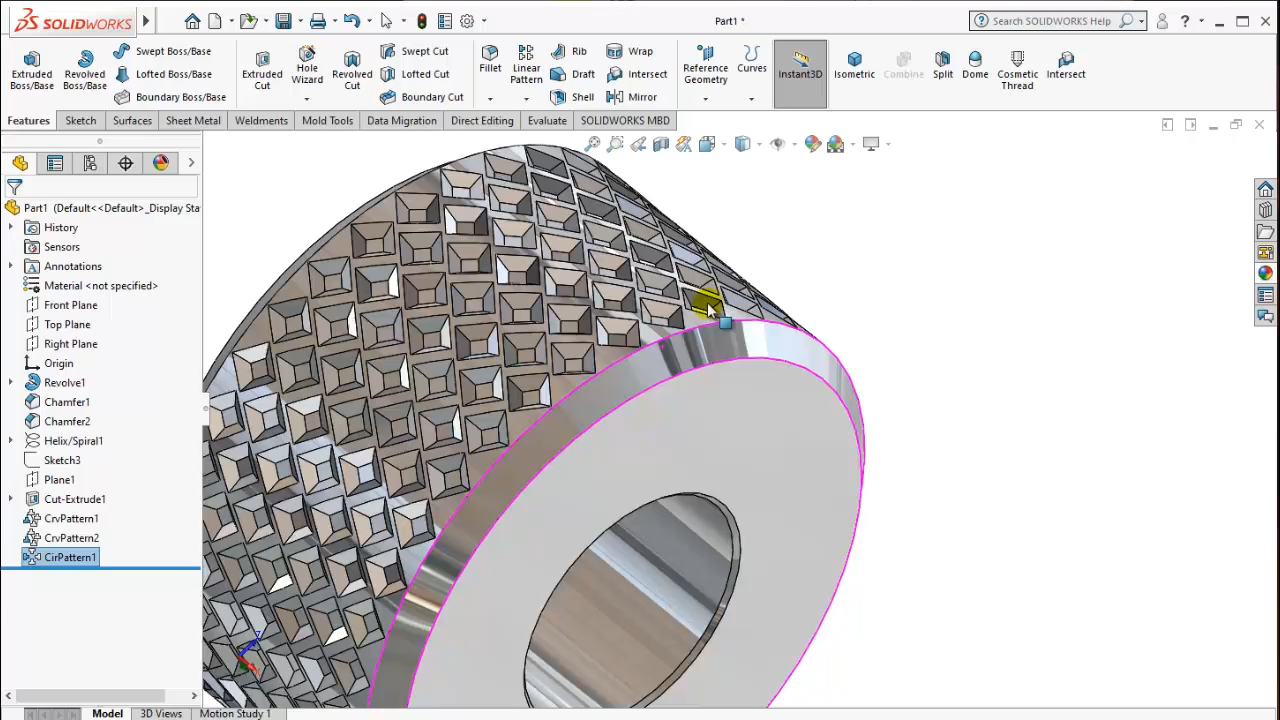 SOLIDWORKS
Part1 *
Search SOLIDWORKS Help
Extruded Boss/Base
Revolved Boss/Base
Swept Boss/Base
Lofted Boss/Base
Boundary Boss/Base
Extruded Cut
Hole Wizard
Revolved Cut
Swept Cut
Lofted Cut
Boundary Cut
Fillet
Linear Pattern
Rib
Draft
Shell
Wrap
Intersect
Mirror
Reference Geometry
Curves
Instant3D
Isometric
Combine
Split
Dome
Cosmetic Thread
Intersect
Features
Sketch
Surfaces
Sheet Metal
Weldments
Mold Tools
Data Migration
Direct Editing
Evaluate
SOLIDWORKS MBD
Part1 (Default<<Default>_Display Sta
History
Sensors
Annotations
Material <not specified>
Front Plane
Top Plane
Right Plane
Origin
Revolve1
Chamfer1
Chamfer2
Helix/Spiral1
Sketch3
Plane1
Cut-Extrude1
CrvPattern1
CrvPattern2
CirPattern1
Model
3D Views
Motion Study 1